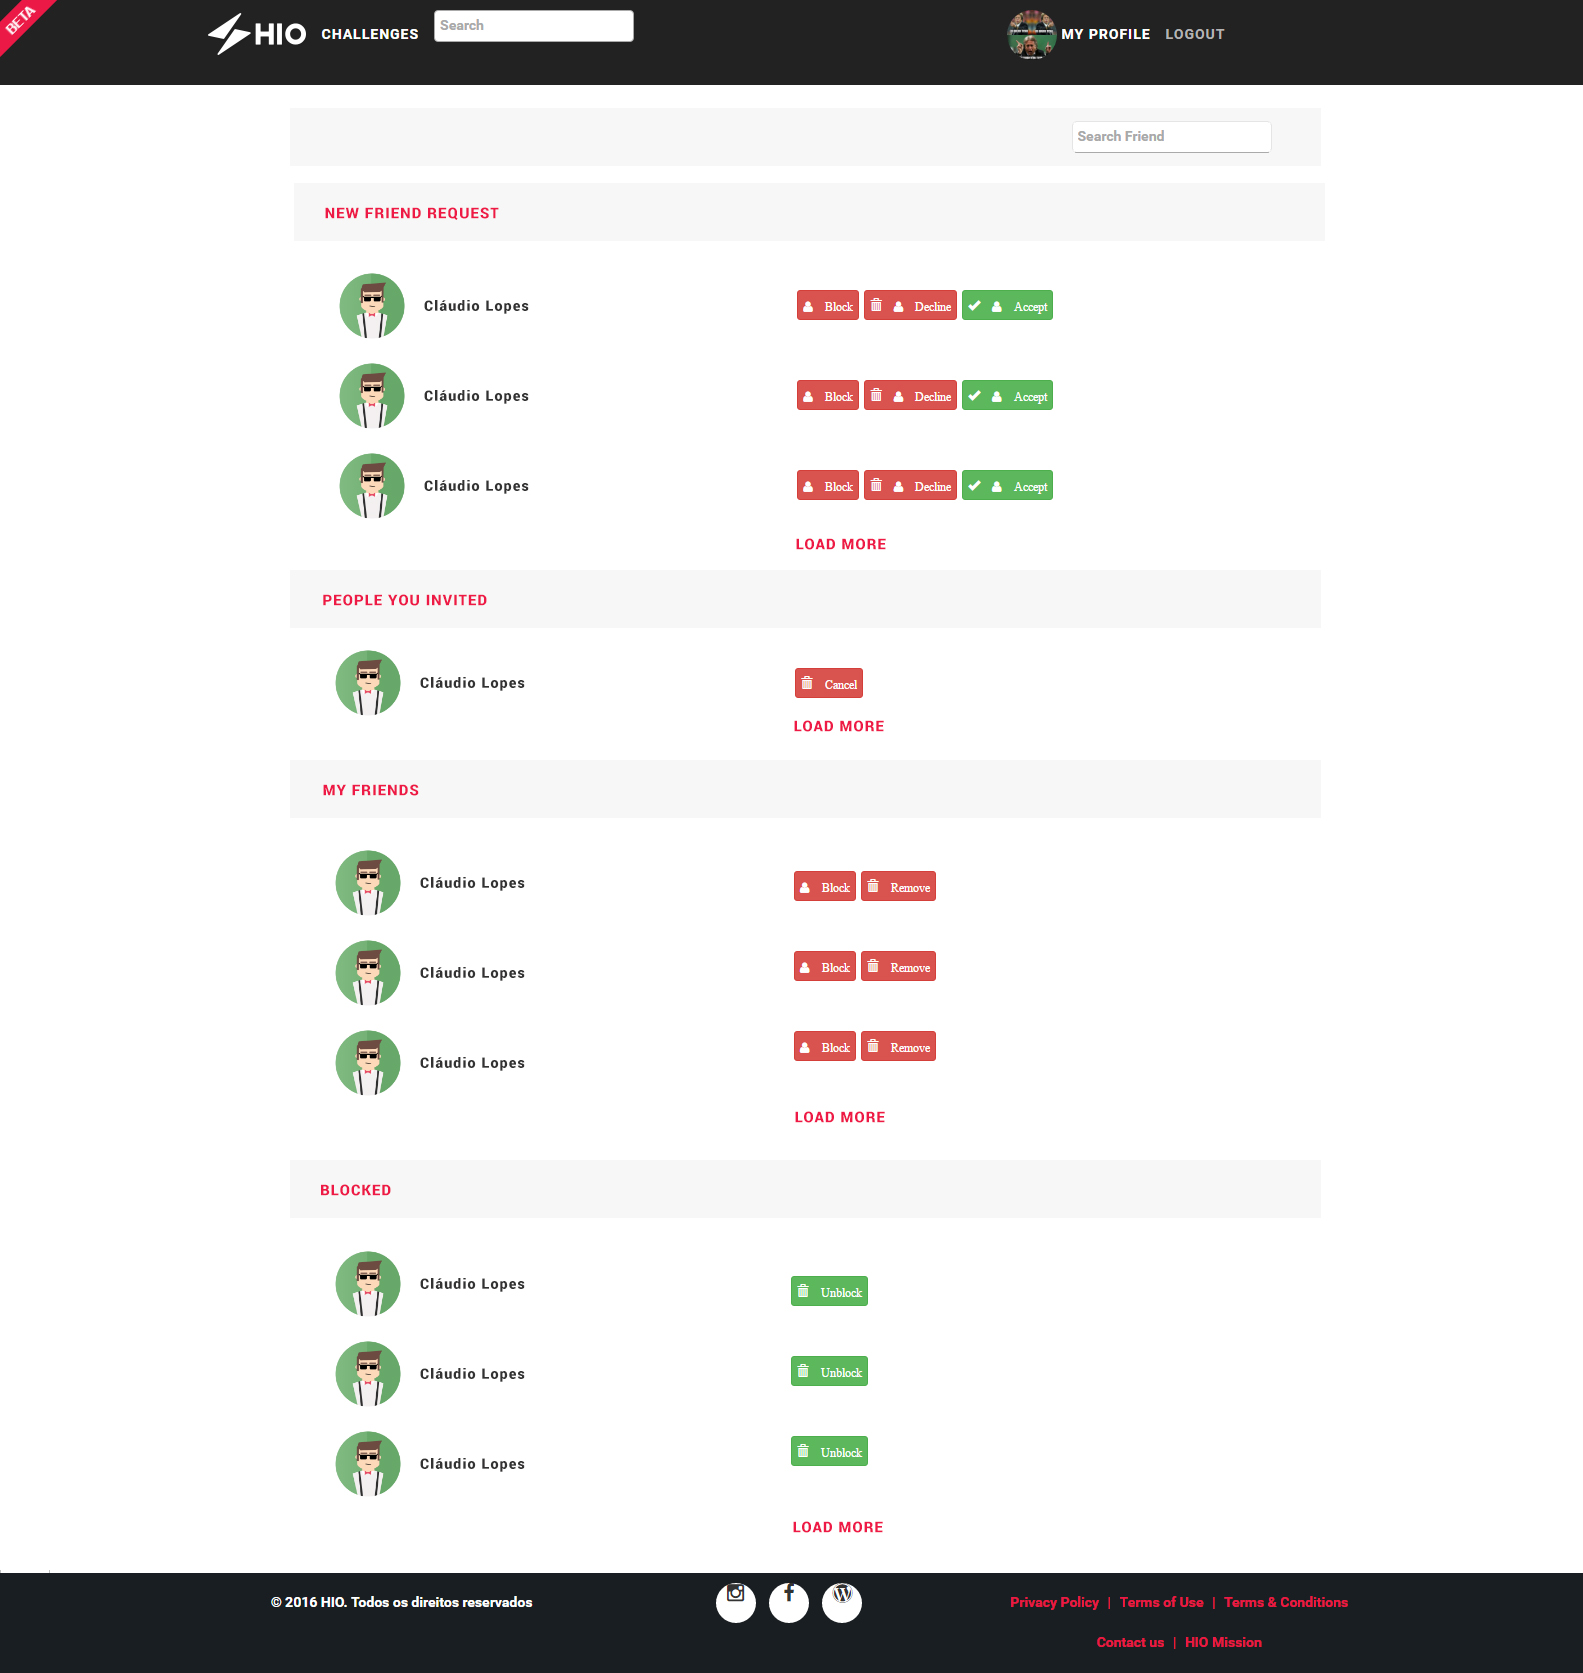 BETA
HIO CHALLENGES Search MY PROFILE LOGOUT
Search Friend
NEW FRIEND REQUEST
Cláudio Lopes Block Decline Accept
Cláudio Lopes Block Decline Accept
Cláudio Lopes Block Decline Accept
LOAD MORE
PEOPLE YOU INVITED
Cláudio Lopes Cancel
LOAD MORE
MY FRIENDS
Cláudio Lopes Block Remove
Cláudio Lopes Block Remove
Cláudio Lopes Block Remove
LOAD MORE
BLOCKED
Cláudio Lopes Unblock
Cláudio Lopes Unblock
Cláudio Lopes Unblock
LOAD MORE
© 2016 HIO. Todos os direitos reservados Privacy Policy | Terms of Use | Terms & Conditions
Contact us | HIO Mission